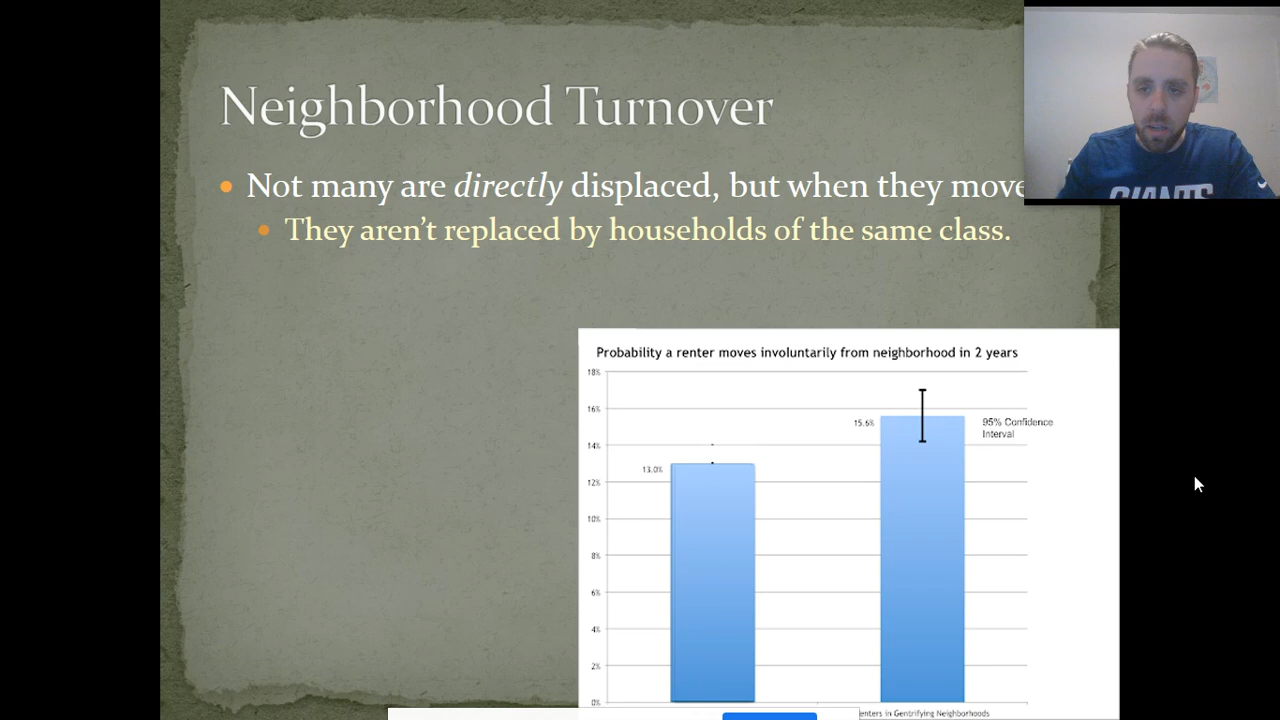 Neighborhood Turnover
Not many are directly displaced, but when they move
They aren't replaced by households of the same class.
GIANTS
Probability a renter moves involuntarily from neighborhood in 2 years
18%
16%
15.6%
95% Confidence
Interval
14%
13.0%
12%
10%
8%
6%
4%
2%
0%
enters in Gentrifying Neighborhoods